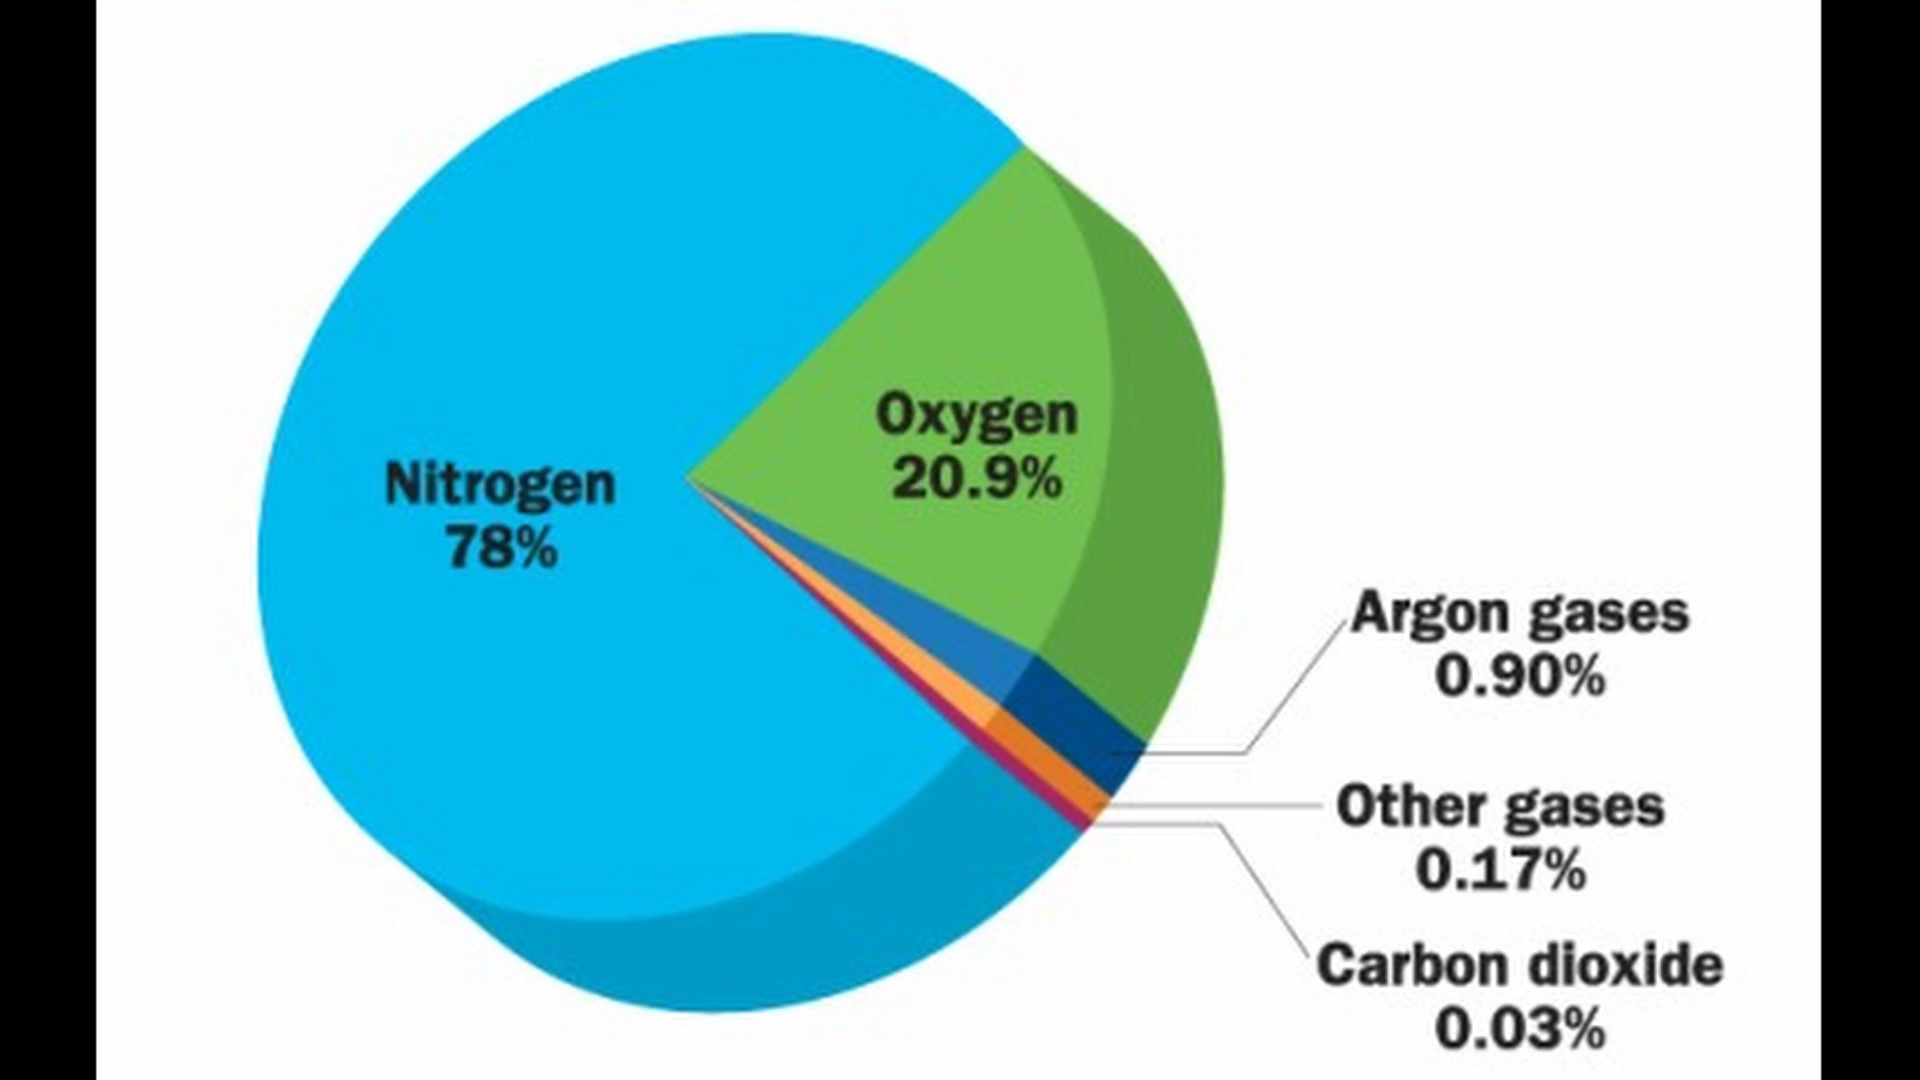 Nitrogen
78%
Oxygen
20.9%
Argon gases
0.90%
Other gases
0.17%
Carbon dioxide
0.03%